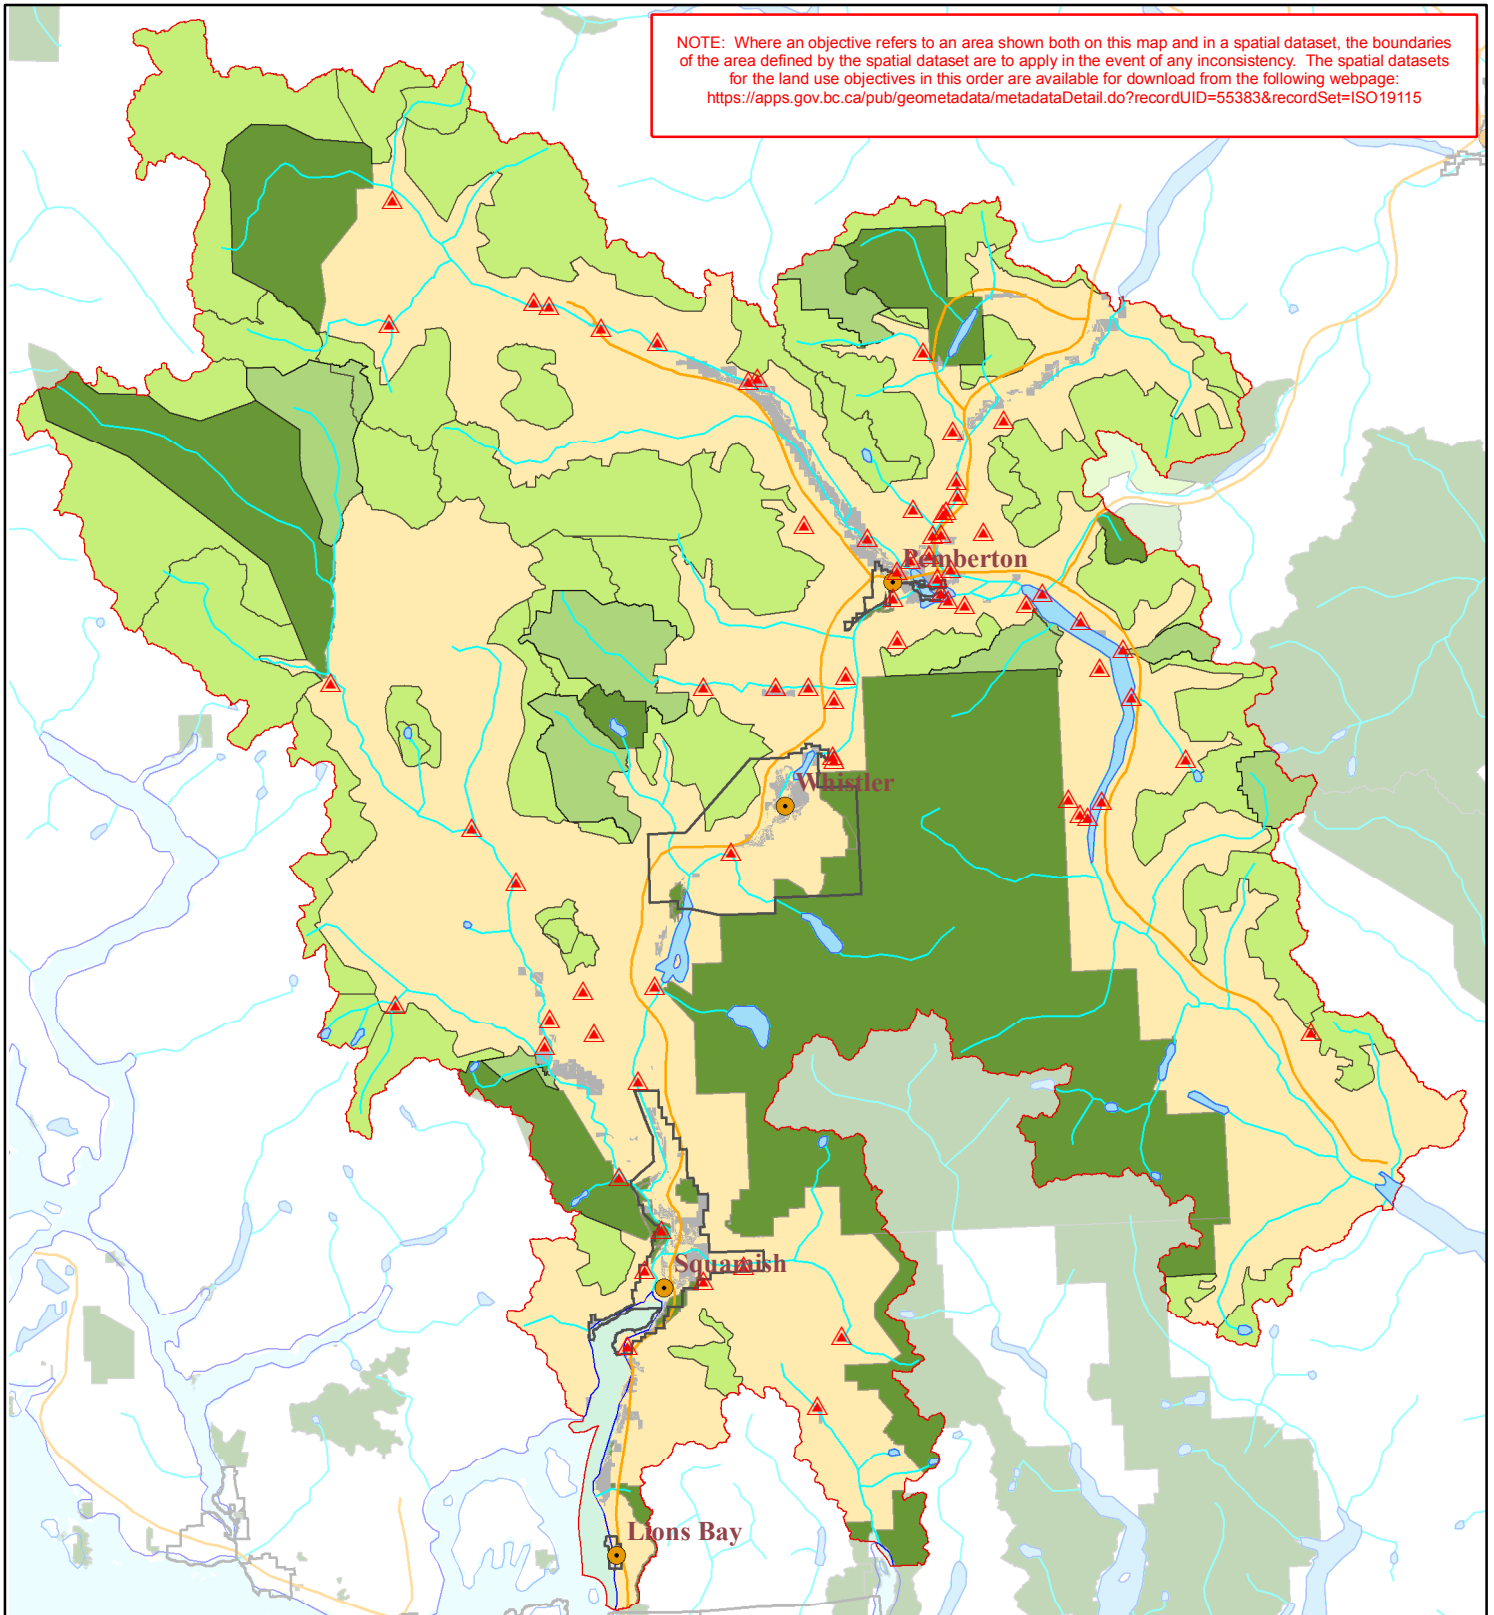 NOTE: Where an objective refers to an area shown both on this map and in a spatial dataset, the boundaries
of the area defined by the spatial dataset are to apply in the event of any inconsistency. The spatial datasets
for the land use objectives in this order are available for download from the following webpage:
https://apps.gov.bc.ca/pub/geometadata/metadataDetail.do?recordUID=55383&recordSet=ISO19115
Pemberton
Whistler
Squamish
Lions Bay